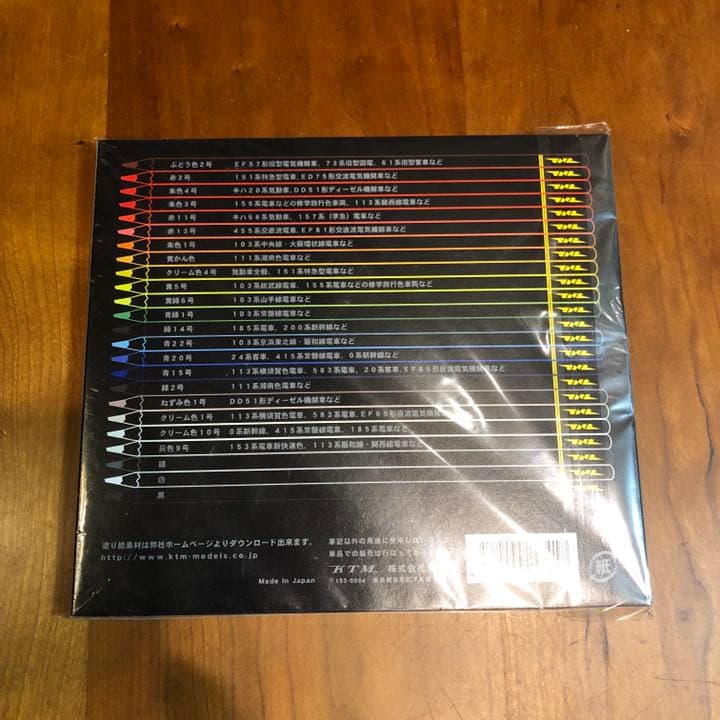 ぶどう色2号 EF57形旧型電気機関車、73系旧型国電、61系旧型客車など
赤2号 151系特急型電車、ED75形交流電気機関車など
朱色4号 キハ20系気動車、DD51形ディーゼル機関車など
朱色3号 155系電車などの修学旅行色車両、113系関西線電車など
赤11号 キハ58系気動車、157系(準急)電車など
赤13号 455系交直流電車、EF81形交直流電気機関車など
朱色1号 103系中央線・大阪環状線電車など
黄かん色 111系湘南色電車など
クリーム色4号 気動車全般、151系特急型電車など
黄5号 103系総武線電車、155系電車などの修学旅行色車両など
黄緑6号 103系山手線電車など
青緑1号 103系常磐線電車など
緑14号 185系電車、200系新幹線など
青22号 103系京浜東北線・阪和線電車など
青20号 24系客車、415系常磐線電車、0系新幹線など
青15号 113系横須賀色電車、583系電車、20系客車、EF65形直流電気機関車など
緑2号 111系湘南色電車など
ねずみ色1号 DD51形ディーゼル機関車など
クリーム色1号 113系横須賀色電車、583系電車、EF65形直流電気機関車
クリーム色10号 0系新幹線、415系常磐線電車、185系電車など
灰色9号 153系電車新快速色、113系阪和線・関西線電車など
銀
白
黒
塗り絵素材は弊社ホームページよりダウンロード出来ます。
http://www.ktm-models.co.jp
Made In Japan
筆記以外の用途に使用しない
単品での販売は行なってお
KTM 株式会社
〒153-0064
紙